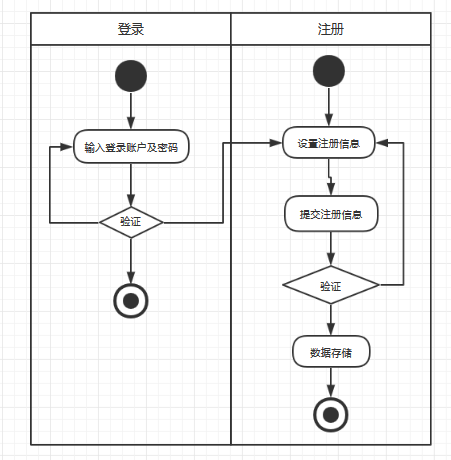 登录
注册
输入登录账户及密码
验证
设置注册信息
提交注册信息
验证
数据存储